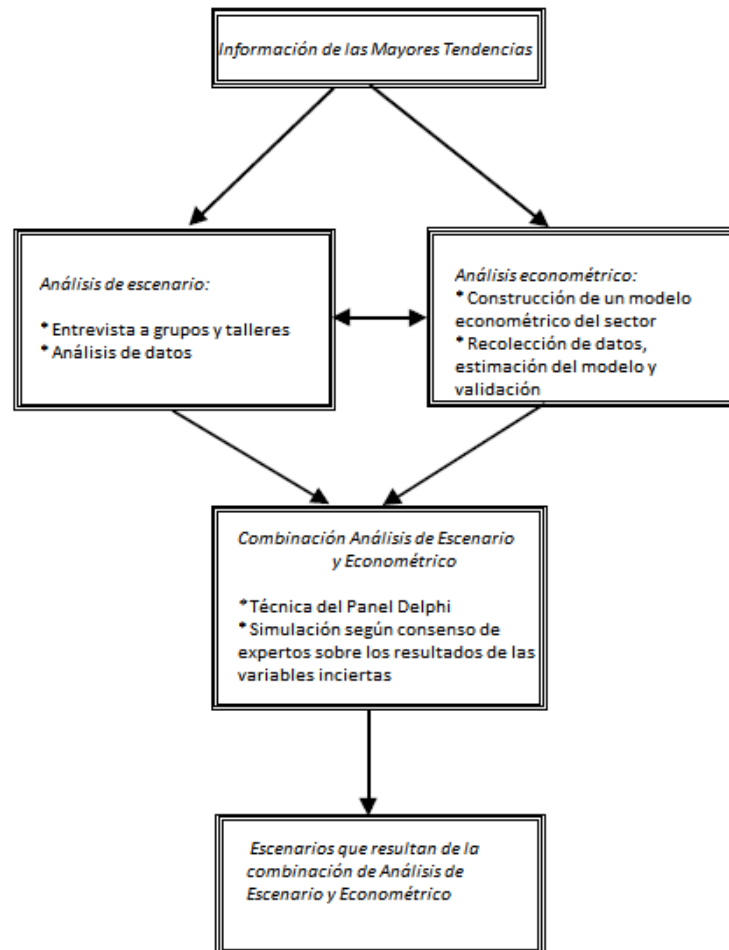 Información de las Mayores Tendencias
Análisis de escenario:
* Entrevista a grupos y talleres
* Análisis de datos
Análisis econométrico:
* Construcción de un modelo
econométrico del sector
* Recolección de datos,
estimación del modelo y
validación
Combinación Análisis de Escenario
y Econométrico
* Técnica del Panel Delphi
* Simulación según consenso de
expertos sobre los resultados de las
variables inciertas
Escenarios que resultan de la
combinación de Análisis de
Escenario y Econométrico